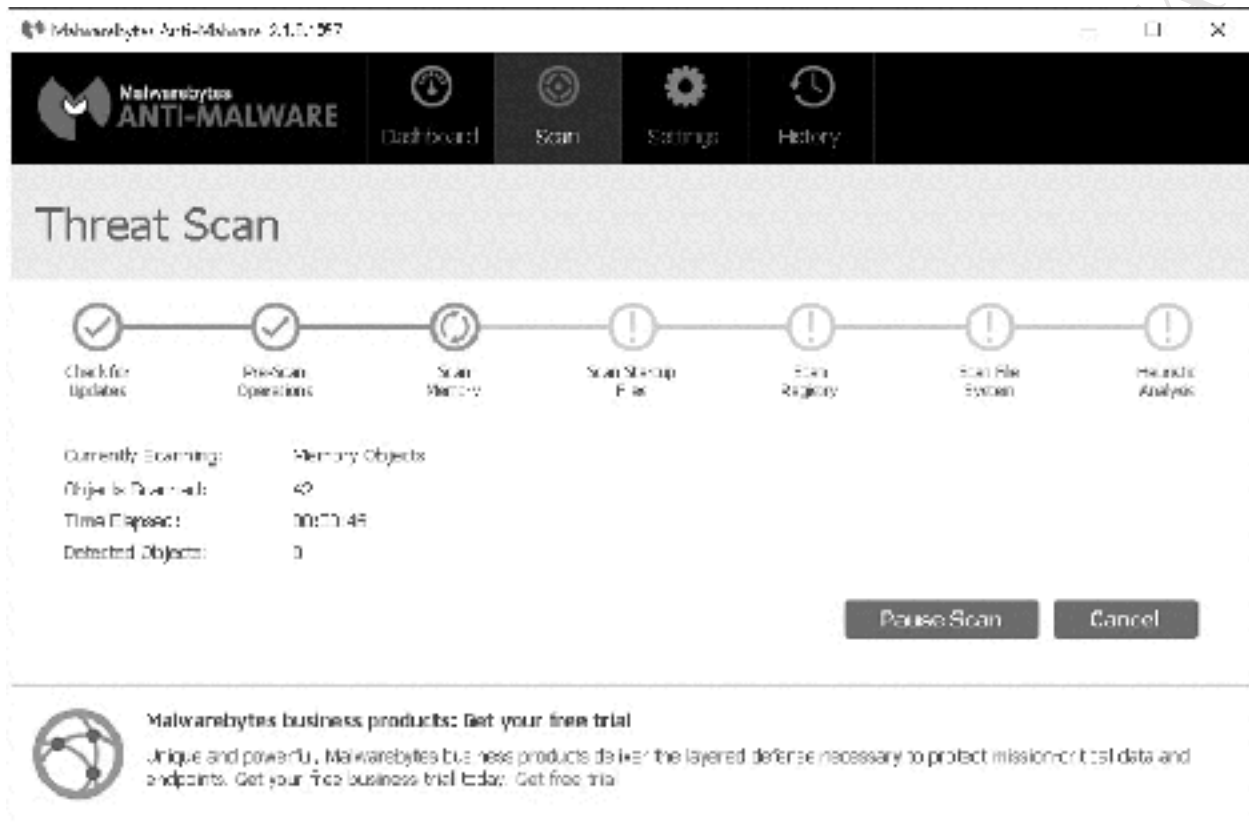 Malwarebytes Anti-Malware
Malwarebytes
ANTI-MALWARE
Dashboard
Scan
Settings
History
Threat Scan
Check for
Updates
Pre-Scan
Operations
Scan
Memory
Scan Startup
Files
Scan
Registry
Scan File
System
Heuristic
Analysis
Currently Scanning: Memory Objects
Objects Scanned: 42
Time Elapsed:
Detected Objects: 0
Pause Scan
Cancel
Malwarebytes business products: Get your free trial
Unique and powerful, Malwarebytes business products deliver the layered defense necessary to protect mission-critical data and
endpoints. Get your free business trial today. Get free trial